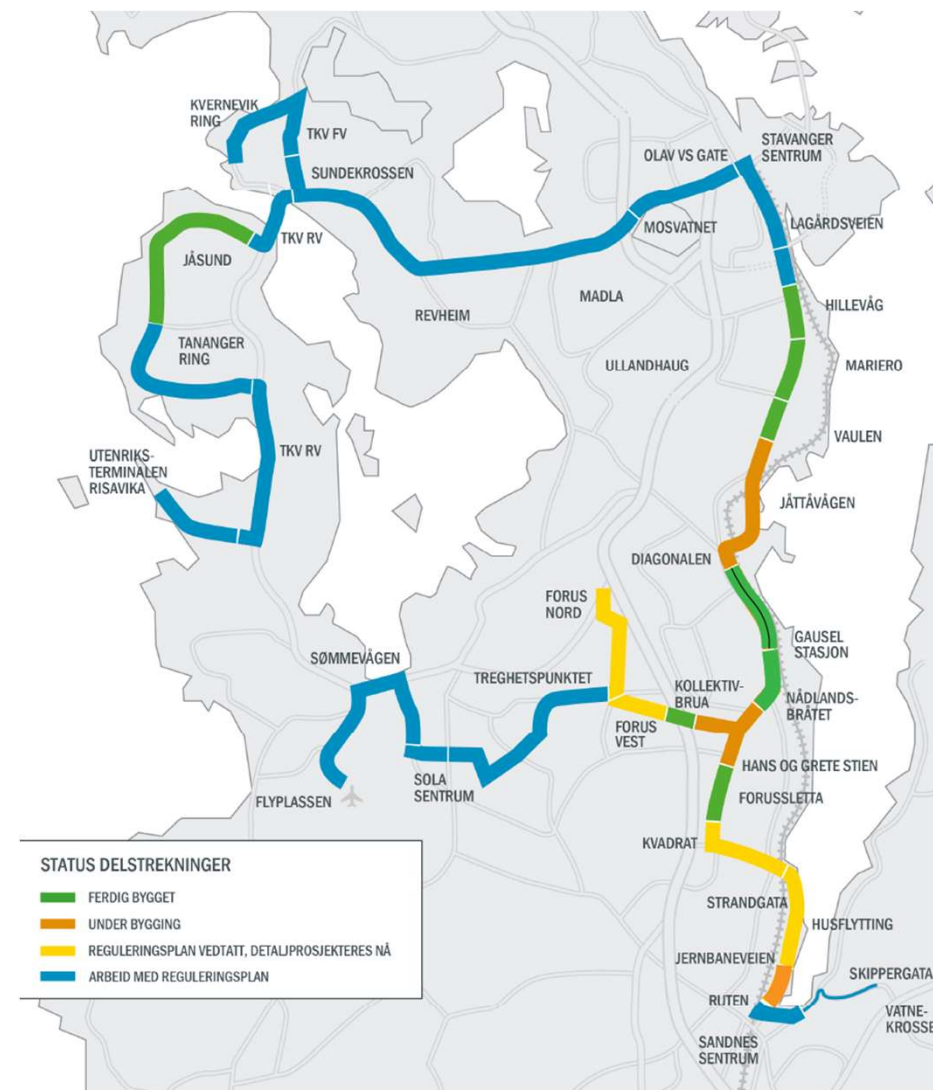 KVERNEVIK
RING
TKV FV
SUNDEKROSSEN
OLAV VS GATE
STAVANGER
SENTRUM
LAGÅRDSVEIEN
MOSVATNET
TKV RV
JÅSUND
REVHEIM
MADLA
HILLEVÅG
TANANGER
RING
ULLANDHAUG
MARIERO
VAULEN
UTENRIKS-
TERMINALEN
RISAVIKA
TKV RV
JÅTTÅVÅGEN
DIAGONALEN
FORUS
NORD
GAUSEL
STASJON
SØMMEVÅGEN
TREGHETSPUNKTET
KOLLEKTIV-
BRUA
NÅDLANDS-
BRÅTET
FORUS
VEST
HANS OG GRETE STIEN
SOLA
SENTRUM
FLYPLASSEN
FORUSSLETTA
KVADRAT
STRANDGATA
HUSFLYTTING
JERNBANEVEIEN
SKIPPERGATA
RUTEN
VATNE-
KROSSE
SANDNES
SENTRUM
STATUS DELSTREKNINGER
FERDIG BYGGET
UNDER BYGGING
REGULERINGSPLAN VEDTATT, DETALJPROSJEKTERES NÅ
ARBEID MED REGULERINGSPLAN